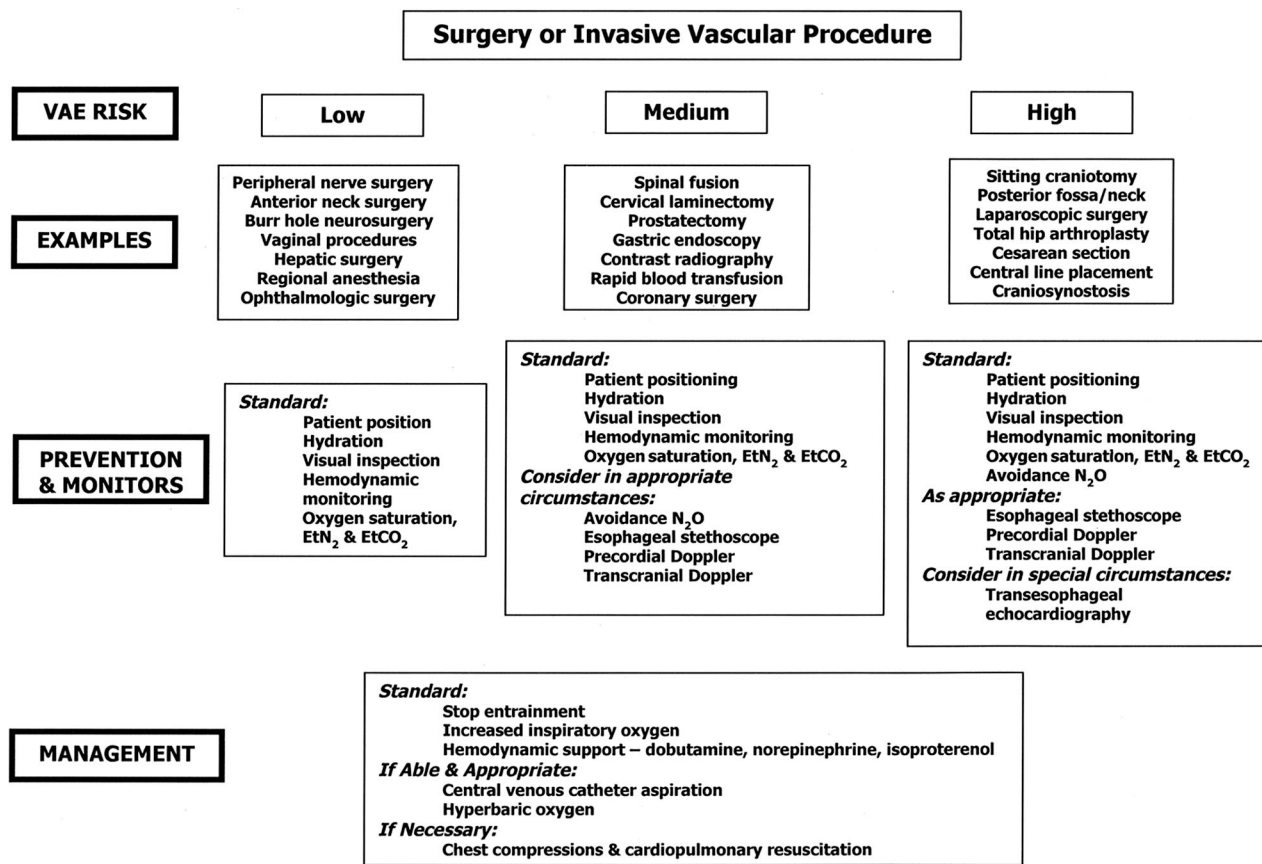 Surgery or Invasive Vascular Procedure
VAE RISK
Low
Medium
High
EXAMPLES
Peripheral nerve surgery
Anterior neck surgery
Burr hole neurosurgery
Vaginal procedures
Hepatic surgery
Regional anesthesia
Ophthalmologic surgery
Spinal fusion
Cervical laminectomy
Prostatectomy
Gastric endoscopy
Contrast radiography
Rapid blood transfusion
Coronary surgery
Sitting craniotomy
Posterior fossa/neck
Laparoscopic surgery
Total hip arthroplasty
Cesarean section
Central line placement
Craniosynostosis
PREVENTION
& MONITORS
Standard:
Patient position
Hydration
Visual inspection
Hemodynamic
monitoring
Oxygen saturation,
EtN₂ & EtCO₂
Standard:
Patient positioning
Hydration
Visual inspection
Hemodynamic monitoring
Oxygen saturation, EtN₂ & EtCO₂
Consider in appropriate
circumstances:
Avoidance N₂O
Esophageal stethoscope
Precordial Doppler
Transcranial Doppler
Standard:
Patient positioning
Hydration
Visual inspection
Hemodynamic monitoring
Oxygen saturation, EtN₂ & EtCO₂
Avoidance N₂O
As appropriate:
Esophageal stethoscope
Precordial Doppler
Transcranial Doppler
Consider in special circumstances:
Transesophageal
echocardiography
MANAGEMENT
Standard:
Stop entrainment
Increased inspiratory oxygen
Hemodynamic support – dobutamine, norepinephrine, isoproterenol
If Able & Appropriate:
Central venous catheter aspiration
Hyperbaric oxygen
If Necessary:
Chest compressions & cardiopulmonary resuscitation